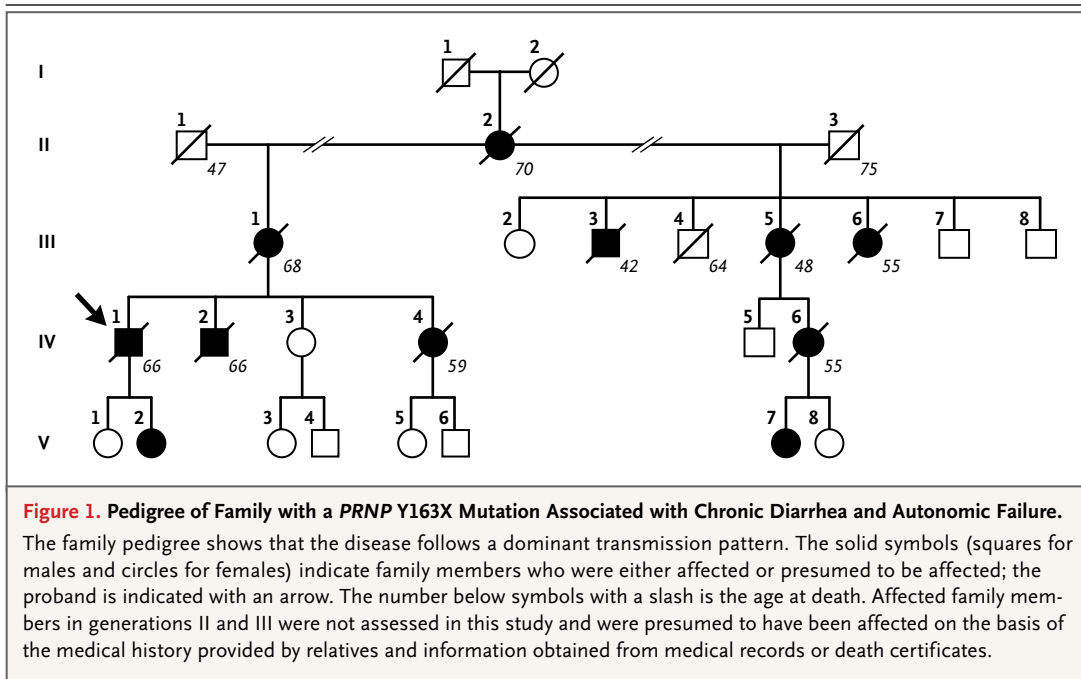 1 2
I
1 2 3
II
47 70 75
1 2 3 4 5 6 7 8
III
68 42 64 48 55
1 2 3 4 5 6
IV
66 66 59 55
1 2 3 4 5 6 7 8
V
Figure 1. Pedigree of Family with a PRNP Y163X Mutation Associated with Chronic Diarrhea and Autonomic Failure.
The family pedigree shows that the disease follows a dominant transmission pattern. The solid symbols (squares for
males and circles for females) indicate family members who were either affected or presumed to be affected; the
proband is indicated with an arrow. The number below symbols with a slash is the age at death. Affected family mem-
bers in generations II and III were not assessed in this study and were presumed to have been affected on the basis of
the medical history provided by relatives and information obtained from medical records or death certificates.